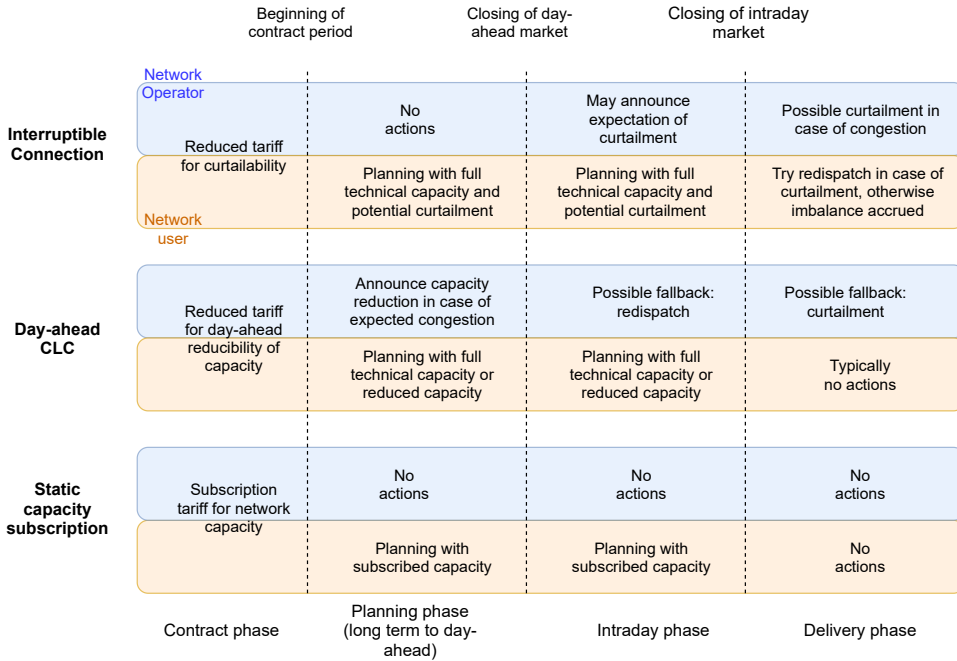 Beginning of
contract period
Closing of day-
ahead market
Closing of intraday
market
Network
Operator
Interruptible
Connection
Reduced tariff
for curtailability
No
actions
May announce
expectation of
curtailment
Possible curtailment in
case of congestion
Planning with full
technical capacity and
potential curtailment
Planning with full
technical capacity and
potential curtailment
Try redispatch in case of
curtailment, otherwise
imbalance accrued
Network
user
Day-ahead
CLC
Reduced tariff
for day-ahead
reducibility of
capacity
Announce capacity
reduction in case of
expected congestion
Possible fallback:
redispatch
Possible fallback:
curtailment
Planning with full
technical capacity or
reduced capacity
Planning with full
technical capacity or
reduced capacity
Typically
no actions
Static
capacity
subscription
Subscription
tariff for network
capacity
No
actions
No
actions
No
actions
Planning with
subscribed capacity
Planning with
subscribed capacity
No
actions
Contract phase
Planning phase
(long term to day-
ahead)
Intraday phase
Delivery phase